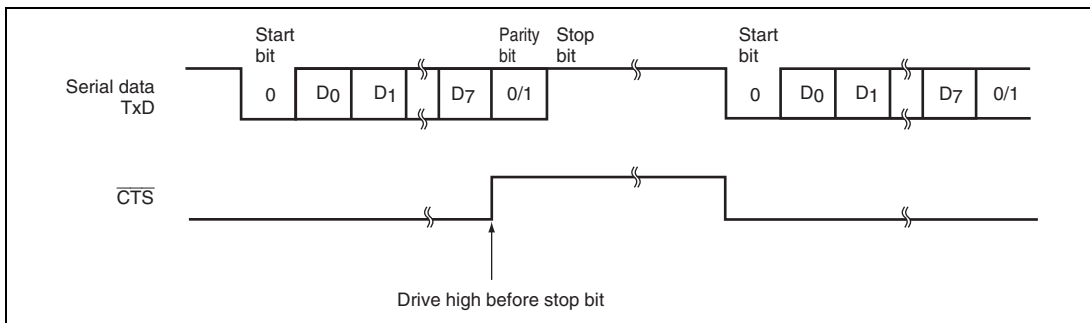 Start bit
Parity bit
Stop bit
Start bit
Serial data TxD
0 D0 D1 D7 0/1 0 D0 D1 D7 0/1
CTS
Drive high before stop bit